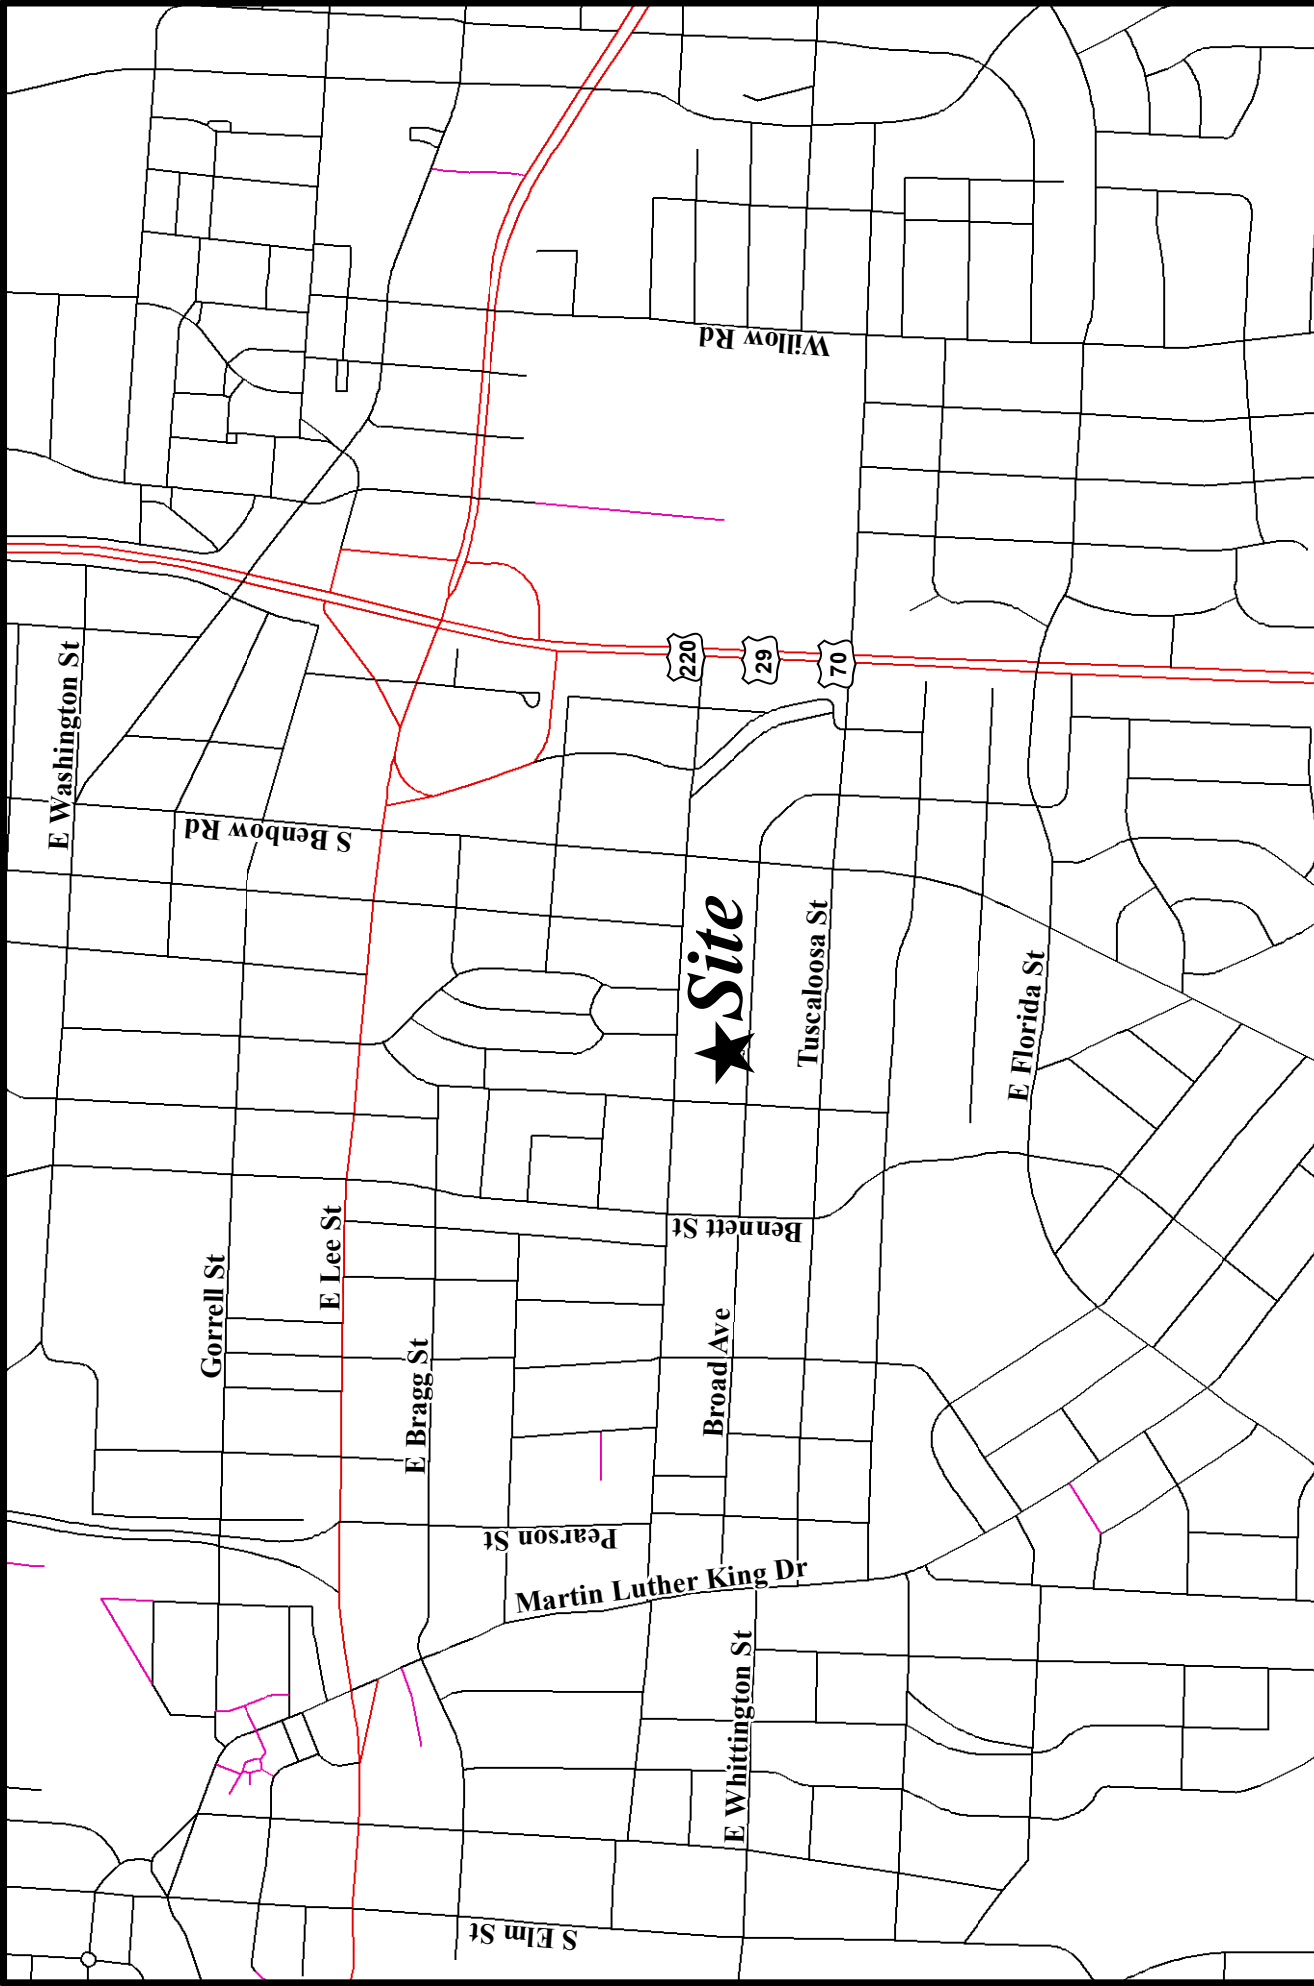 Willow Rd
220
29
70
E Washington St
S Benbow Rd
Site
Tuscaloosa St
E Florida St
Bennett St
E Lee St
Gorrell St
Broad Ave
E Bragg St
Pearson St
Martin Luther King Dr
E Whittington St
S Elm St